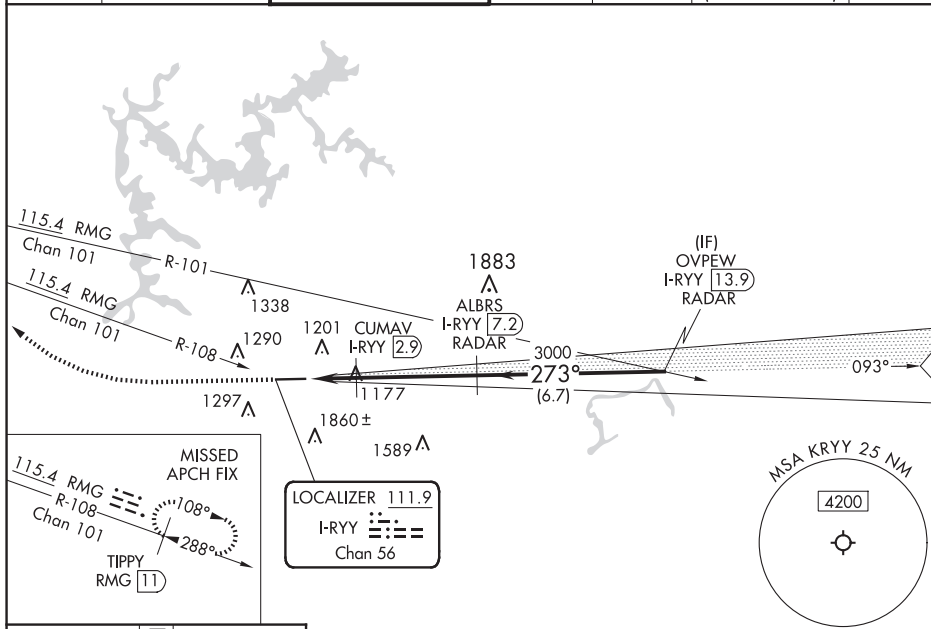 115.4 RMG
Chan 101
R-101
115.4 RMG
Chan 101
R-108
1338
1290
1201
CUMAV
I-RYY 2.9
1883
ALBRS
I-RYY 7.2
RADAR
(IF)
OVPEW
I-RYY 13.9
RADAR
3000
273°
(6.7)
093°
1177
1297
1860 ±
1589
LOCALIZER 111.9
I-RYY
Chan 56
MISSED
APCH FIX
115.4 RMG
R-108
Chan 101
108°
288°
TIPPY
RMG 11
MSA KRYY 25 NM
4200